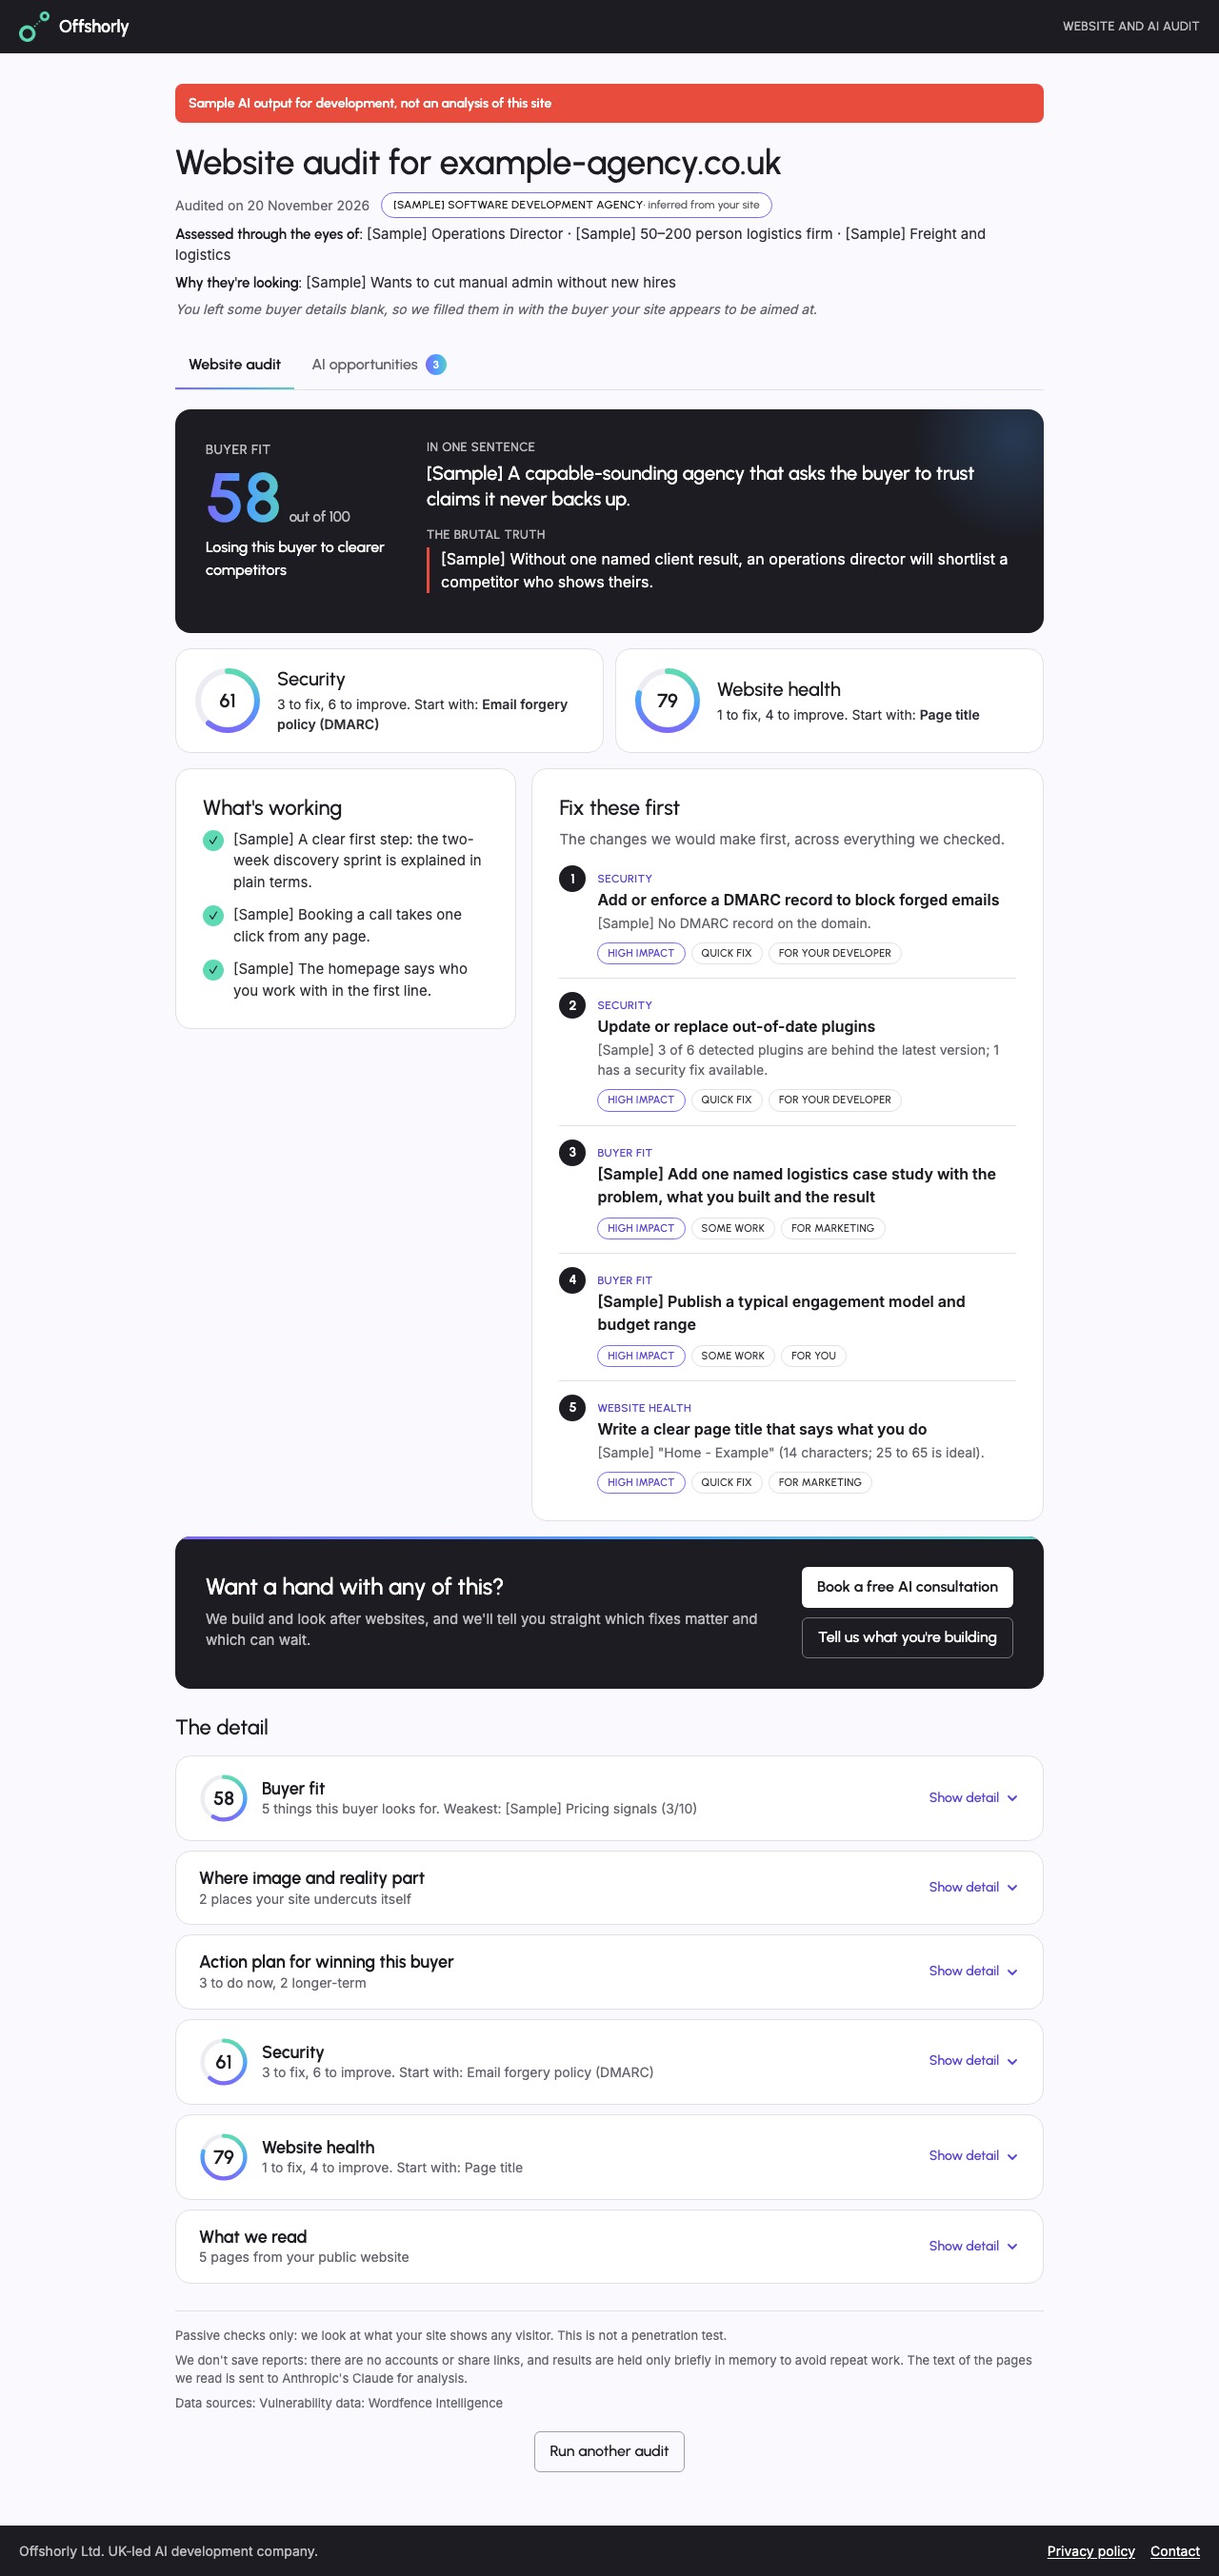 Offshorly
WEBSITE AND AI AUDIT
Sample AI output for development, not an analysis of this site
Website audit for example-agency.co.uk
Audited on 20 November 2026
[SAMPLE] SOFTWARE DEVELOPMENT AGENCY · inferred from your site
Assessed through the eyes of: [Sample] Operations Director · [Sample] 50–200 person logistics firm · [Sample] Freight and
logistics
Why they're looking: [Sample] Wants to cut manual admin without new hires
You left some buyer details blank, so we filled them in with the buyer your site appears to be aimed at.
Website audit
AI opportunities 3
BUYER FIT
58 out of 100
Losing this buyer to clearer
competitors
IN ONE SENTENCE
[Sample] A capable-sounding agency that asks the buyer to trust
claims it never backs up.
THE BRUTAL TRUTH
[Sample] Without one named client result, an operations director will shortlist a
competitor who shows theirs.
61
Security
3 to fix, 6 to improve. Start with: Email forgery
policy (DMARC)
79
Website health
1 to fix, 4 to improve. Start with: Page title
What's working
[Sample] A clear first step: the two-
week discovery sprint is explained in
plain terms.
[Sample] Booking a call takes one
click from any page.
[Sample] The homepage says who
you work with in the first line.
Fix these first
The changes we would make first, across everything we checked.
1
SECURITY
Add or enforce a DMARC record to block forged emails
[Sample] No DMARC record on the domain.
HIGH IMPACT QUICK FIX FOR YOUR DEVELOPER
2
SECURITY
Update or replace out-of-date plugins
[Sample] 3 of 6 detected plugins are behind the latest version; 1
has a security fix available.
HIGH IMPACT QUICK FIX FOR YOUR DEVELOPER
3
BUYER FIT
[Sample] Add one named logistics case study with the
problem, what you built and the result
HIGH IMPACT SOME WORK FOR MARKETING
4
BUYER FIT
[Sample] Publish a typical engagement model and
budget range
HIGH IMPACT SOME WORK FOR YOU
5
WEBSITE HEALTH
Write a clear page title that says what you do
[Sample] "Home - Example" (14 characters; 25 to 65 is ideal).
HIGH IMPACT QUICK FIX FOR MARKETING
Want a hand with any of this?
We build and look after websites, and we'll tell you straight which fixes matter and
which can wait.
Book a free AI consultation
Tell us what you're building
The detail
58
Buyer fit
5 things this buyer looks for. Weakest: [Sample] Pricing signals (3/10)
Show detail
Where image and reality part
2 places your site undercuts itself
Show detail
Action plan for winning this buyer
3 to do now, 2 longer-term
Show detail
61
Security
3 to fix, 6 to improve. Start with: Email forgery policy (DMARC)
Show detail
79
Website health
1 to fix, 4 to improve. Start with: Page title
Show detail
What we read
5 pages from your public website
Show detail
Passive checks only: we look at what your site shows any visitor. This is not a penetration test.
We don't save reports: there are no accounts or share links, and results are held only briefly in memory to avoid repeat work. The text of the pages
we read is sent to Anthropic's Claude for analysis.
Data sources: Vulnerability data: Wordfence Intelligence
Run another audit
Offshorly Ltd. UK-led AI development company.
Privacy policy Contact